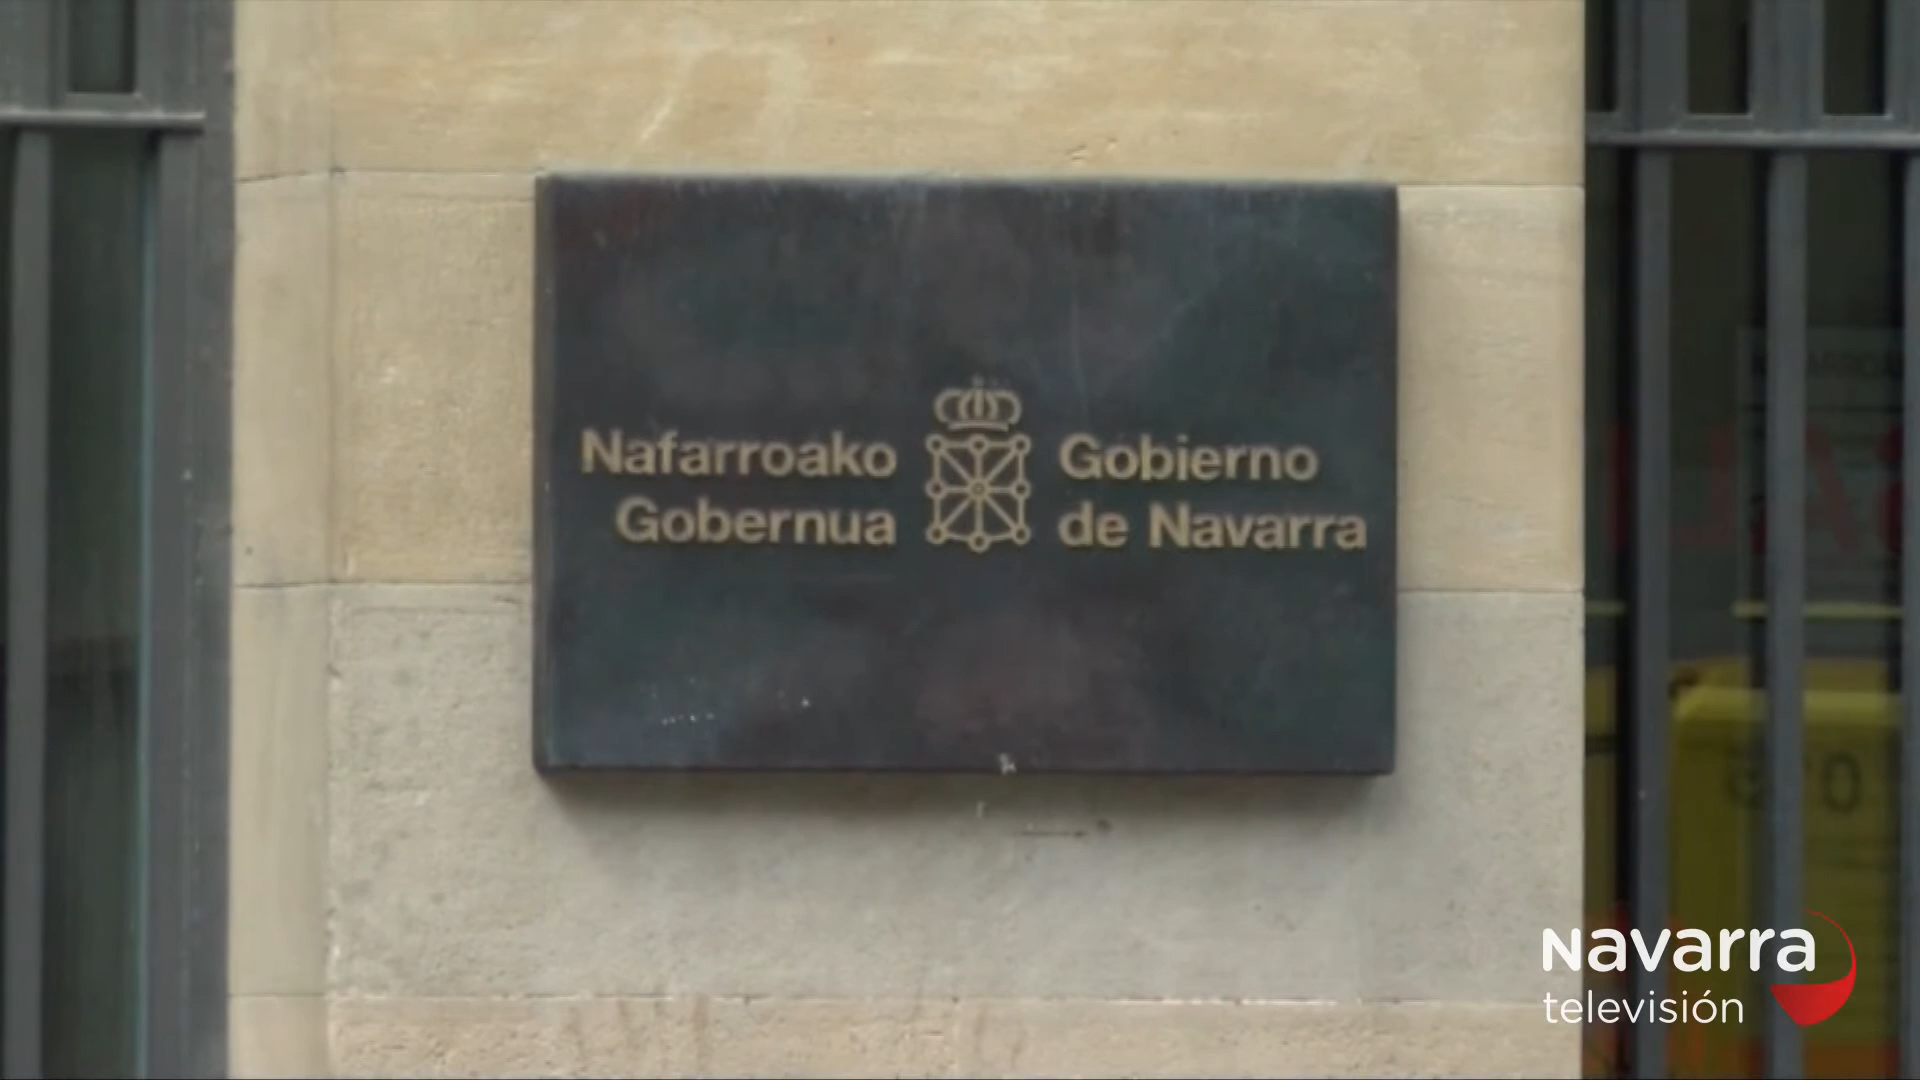 Nafarroako
Gobernua
Gobierno
de Navarra
Navarra
televisión